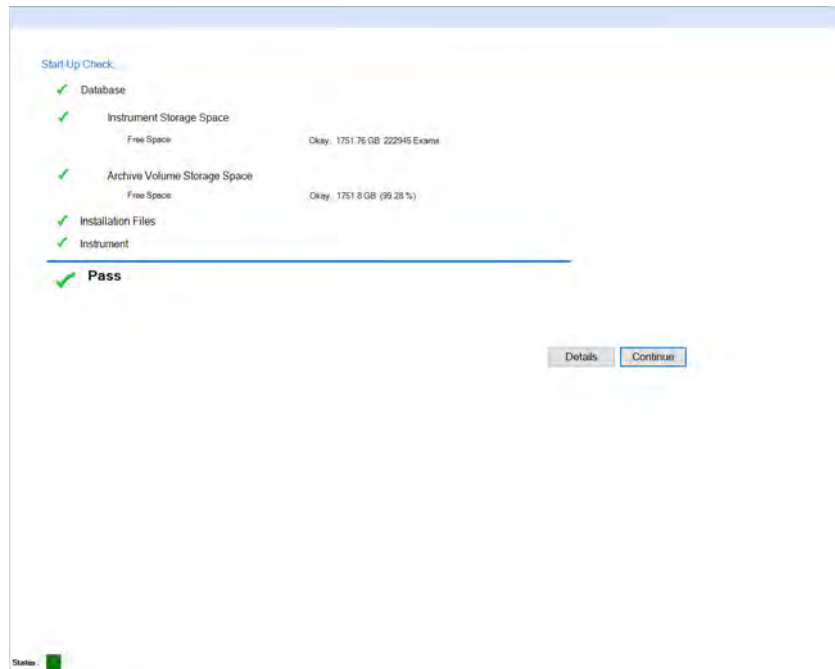 Start-Up Check...
Database
Instrument Storage Space
Free Space Okay. 1751.76 GB 222945 Exams
Archive Volume Storage Space
Free Space Okay. 1751.8 GB (99.28 %)
Installation Files
Instrument
Pass
Details Continue
Status: